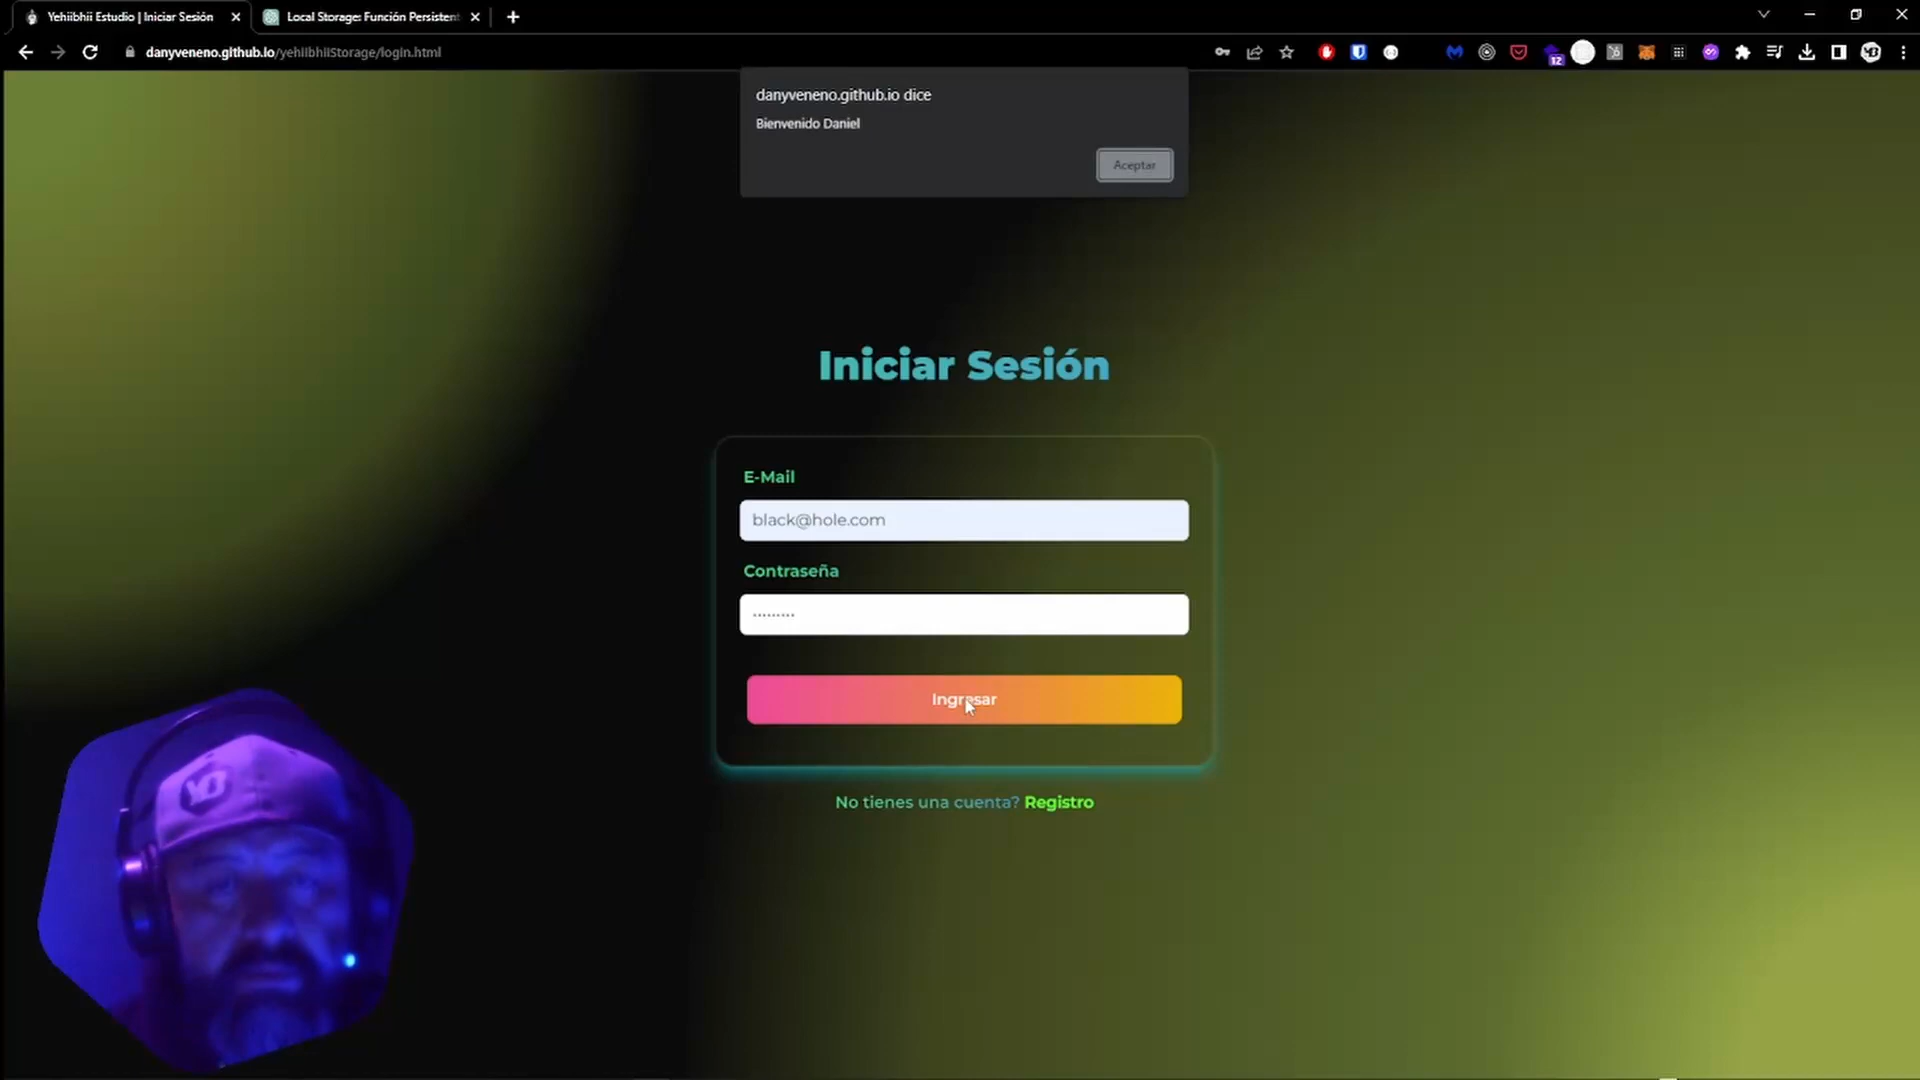 Yehiibhii Estudio | Iniciar Sesión
Local Storage: Función Persistent
danyveneno.github.io/yehiibhiiStorage/login.html
12
danyveneno.github.io dice
Bienvenido Daniel
Aceptar
Iniciar Sesión
E-Mail
black@hole.com
Contraseña
Ingresar
No tienes una cuenta? Registro